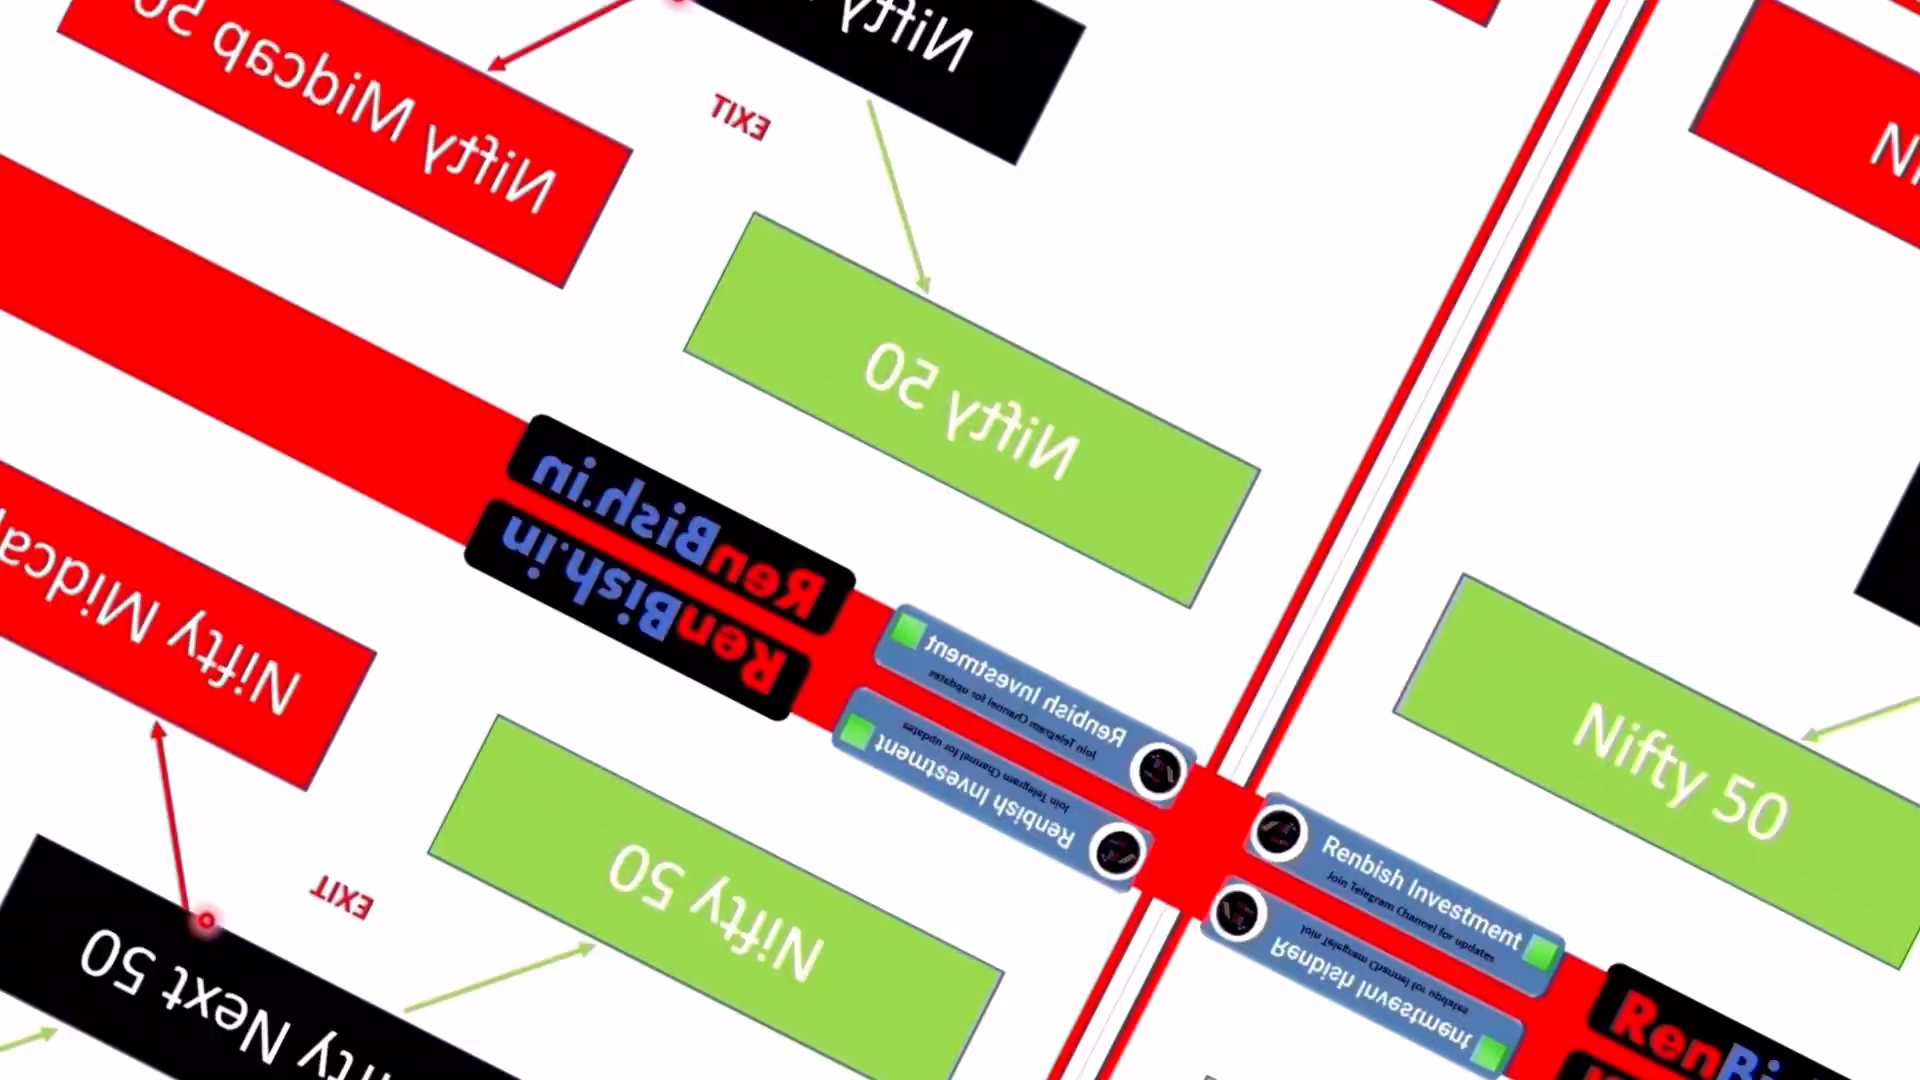 Nifty Midcap 50
Nifty
EXIT
Nifty 50
RenBish.in
RenBish.in
Renbish Investment
Join Telegram Channel for updates
Renbish Investment
Join Telegram Channel for updates
Nifty
EXIT
Nifty 50
Nifty 50
Next 50
Renbish Investment
Join Telegram Channel for updates
Renbish Investment
Join Telegram Channel for updates